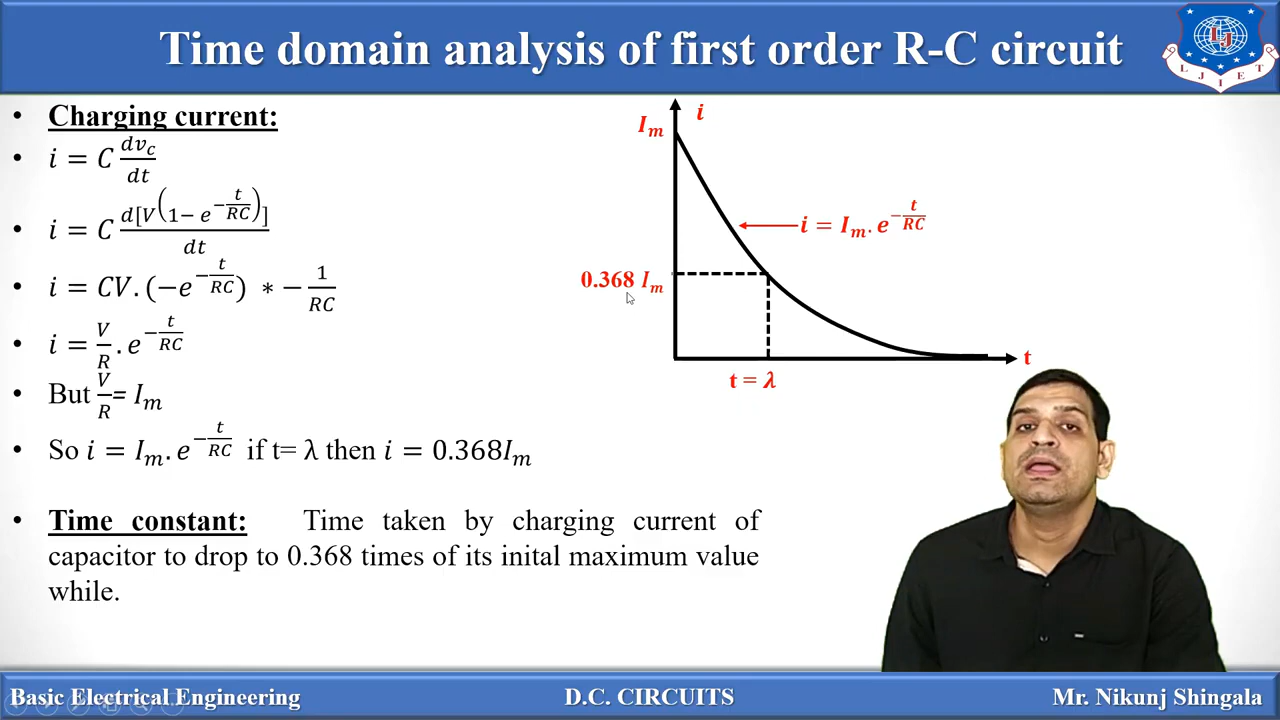 Time domain analysis of first order R-C circuit
LJIET
• Charging current:
• i = C dv_C/dt
• i = C d[V(1− e^(−t/RC))]/dt
• i = CV.(−e^(−t/RC)) ∗ − 1/RC
• i = V/R . e^(−t/RC)
• But V/R = I_m
• So i = I_m. e^(−t/RC) if t= λ then i = 0.368I_m
• Time constant: Time taken by charging current of
capacitor to drop to 0.368 times of its inital maximum value
while.
i
I_m
i = I_m. e^(−t/RC)
0.368 I_m
t
t = λ
Basic Electrical Engineering
D.C. CIRCUITS
Mr. Nikunj Shingala